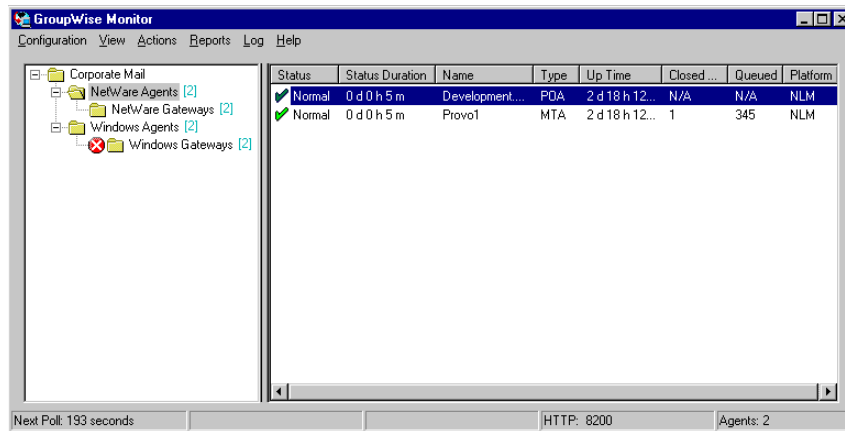 GroupWise Monitor
Configuration View Actions Reports Log Help
Corporate Mail
NetWare Agents [2]
NetWare Gateways [2]
Windows Agents [2]
Windows Gateways [2]
Status Status Duration Name Type Up Time Closed ... Queued Platform
Normal 0 d 0 h 5 m Development.... POA 2 d 18 h 12... N/A N/A NLM
Normal 0 d 0 h 5 m Provo1 MTA 2 d 18 h 12... 1 345 NLM
Next Poll: 193 seconds HTTP: 8200 Agents: 2